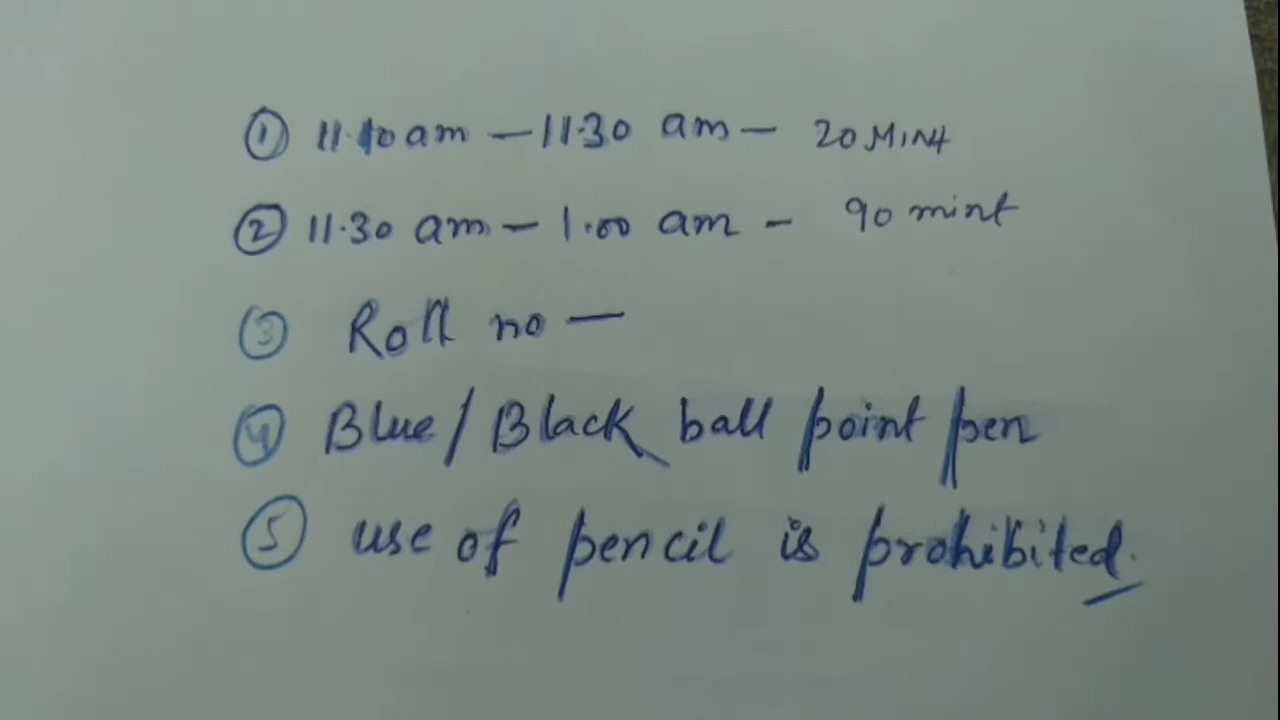 ① 11.10 am — 11.30 am — 20 MINT
② 11.30 am — 1.00 am - 90 mint
③ Roll no —
④ Blue/Black ball point pen
⑤ use of pencil is prohibited.